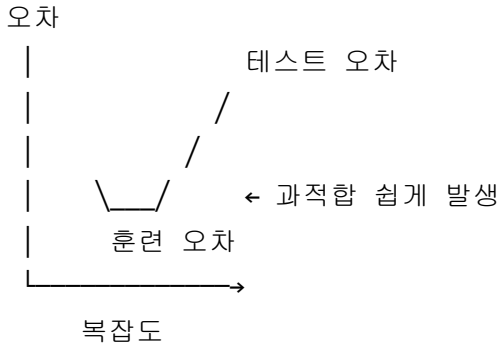 오차
테스트 오차
← 과적합 쉽게 발생
훈련 오차
복잡도